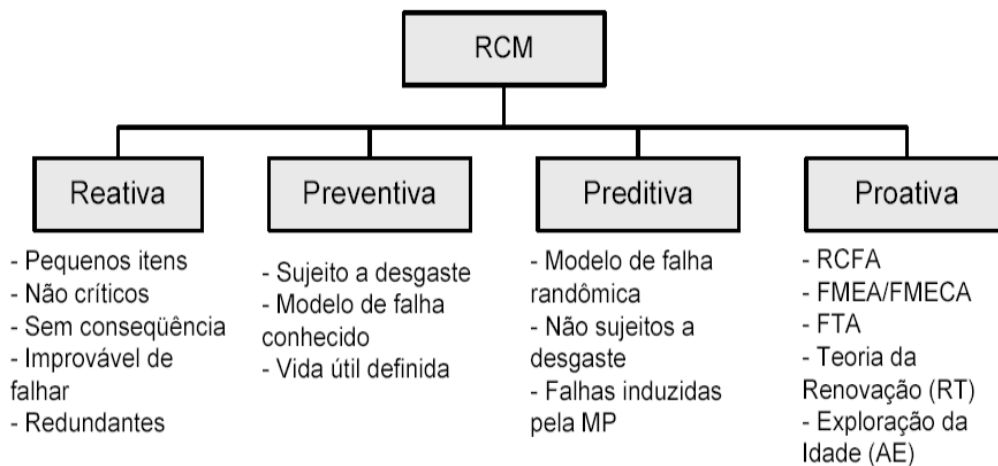 RCM
Reativa
- Pequenos itens
- Não críticos
- Sem conseqüência
- Improvável de
falhar
- Redundantes
Preventiva
- Sujeito a desgaste
- Modelo de falha
conhecido
- Vida útil definida
Preditiva
- Modelo de falha
randômica
- Não sujeitos a
desgaste
- Falhas induzidas
pela MP
Proativa
- RCFA
- FMEA/FMECA
- FTA
- Teoria da
Renovação (RT)
- Exploração da
Idade (AE)